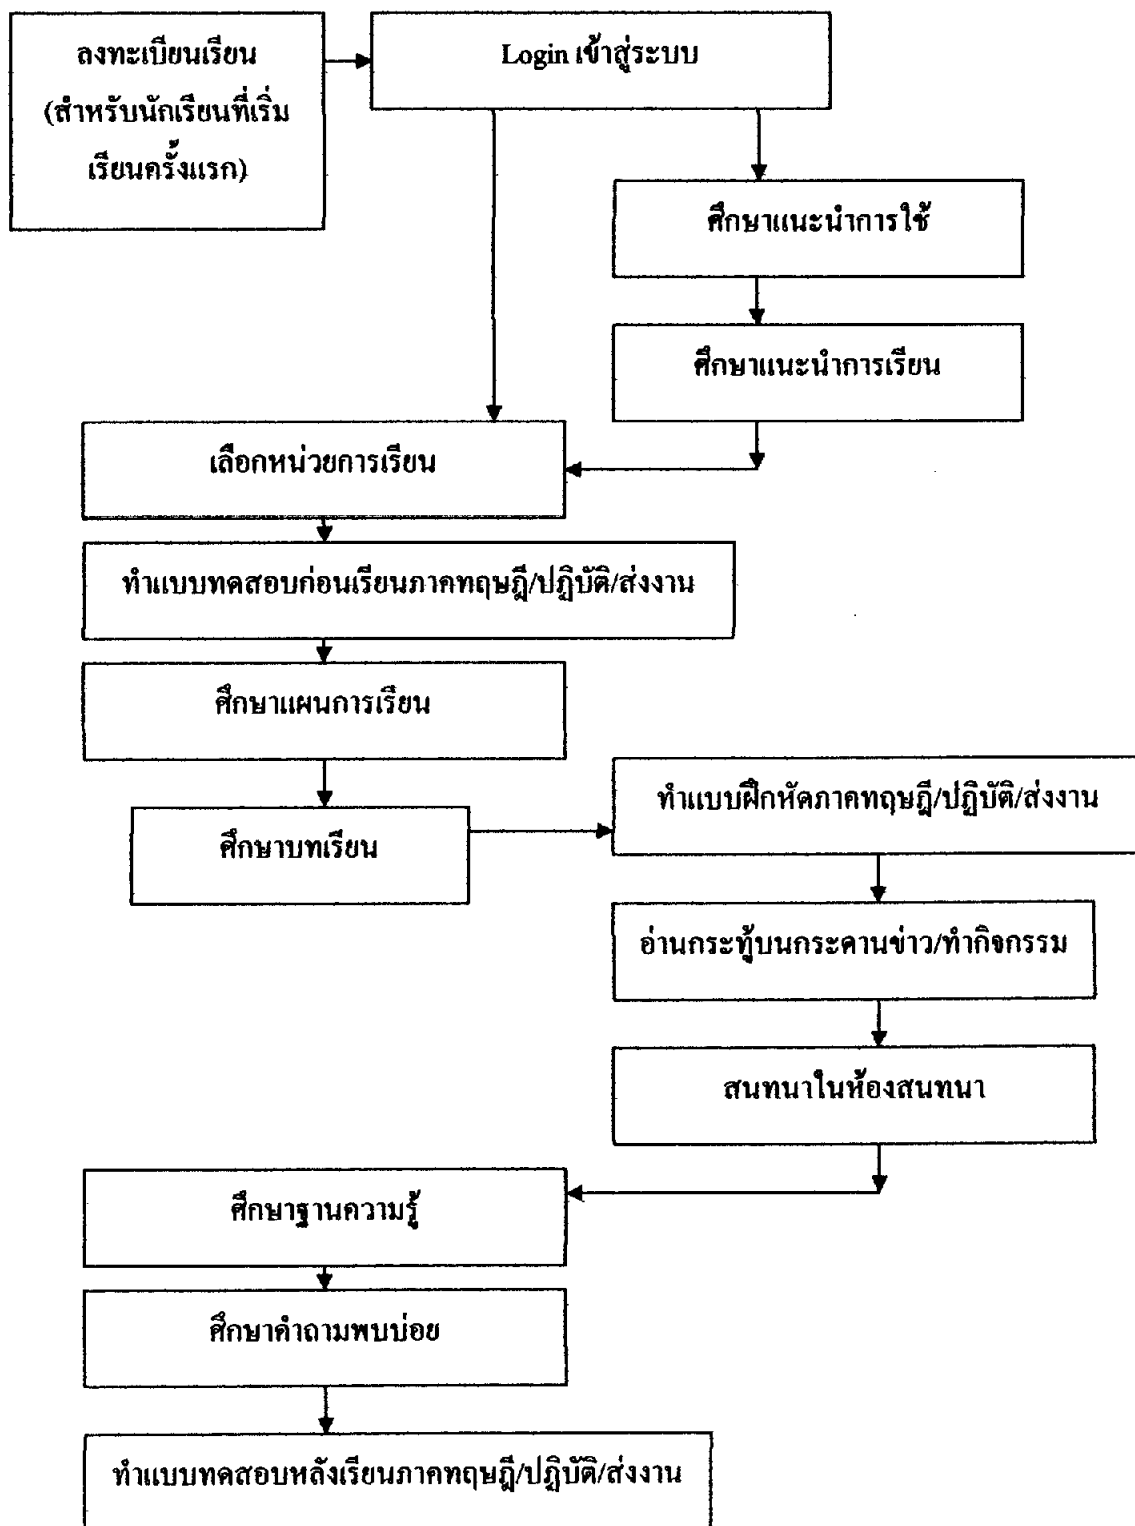 ลงทะเบียนเรียน
(สำหรับนักเรียนที่เริ่ม
เรียนครั้งแรก)
Login เข้าสู่ระบบ
ศึกษาแนะนำการใช้
ศึกษาแนะนำการเรียน
เลือกหน่วยการเรียน
ทำแบบทดสอบก่อนเรียนภาคทฤษฎี/ปฏิบัติ/ส่งงาน
ศึกษาแผนการเรียน
ศึกษาบทเรียน
ทำแบบฝึกหัดภาคทฤษฎี/ปฏิบัติ/ส่งงาน
อ่านกระทู้บนกระดานข่าว/ทำกิจกรรม
สนทนาในห้องสนทนา
ศึกษาฐานความรู้
ศึกษาคำถามพบบ่อย
ทำแบบทดสอบหลังเรียนภาคทฤษฎี/ปฏิบัติ/ส่งงาน